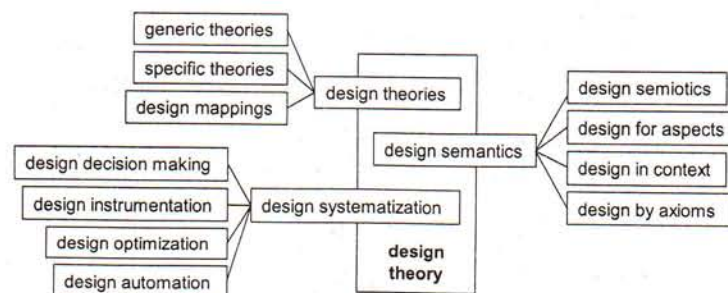 generic theories
specific theories
design mappings
design theories
design semiotics
design for aspects
design in context
design by axioms
design semantics
design decision making
design instrumentation
design optimization
design automation
design systematization
design
theory